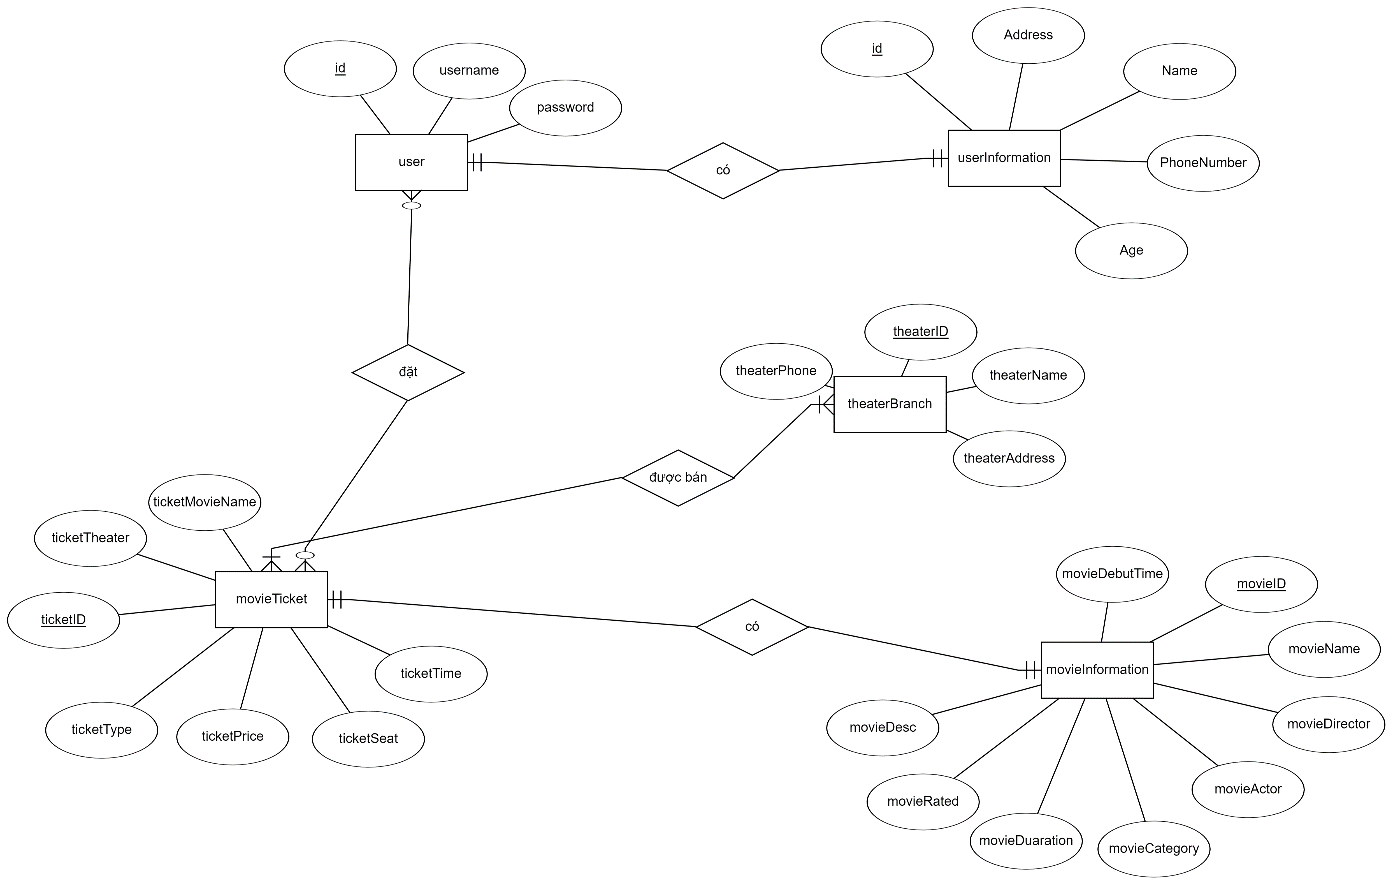 id
username
password
user
có
id
Address
Name
userInformation
PhoneNumber
Age
đặt
theaterID
theaterPhone
theaterName
theaterBranch
theaterAddress
được bán
ticketMovieName
ticketTheater
movieTicket
ticketID
ticketTime
ticketType
ticketPrice
ticketSeat
có
movieDebutTime
movieID
movieName
movieInformation
movieDesc
movieDirector
movieRated
movieActor
movieDuaration
movieCategory